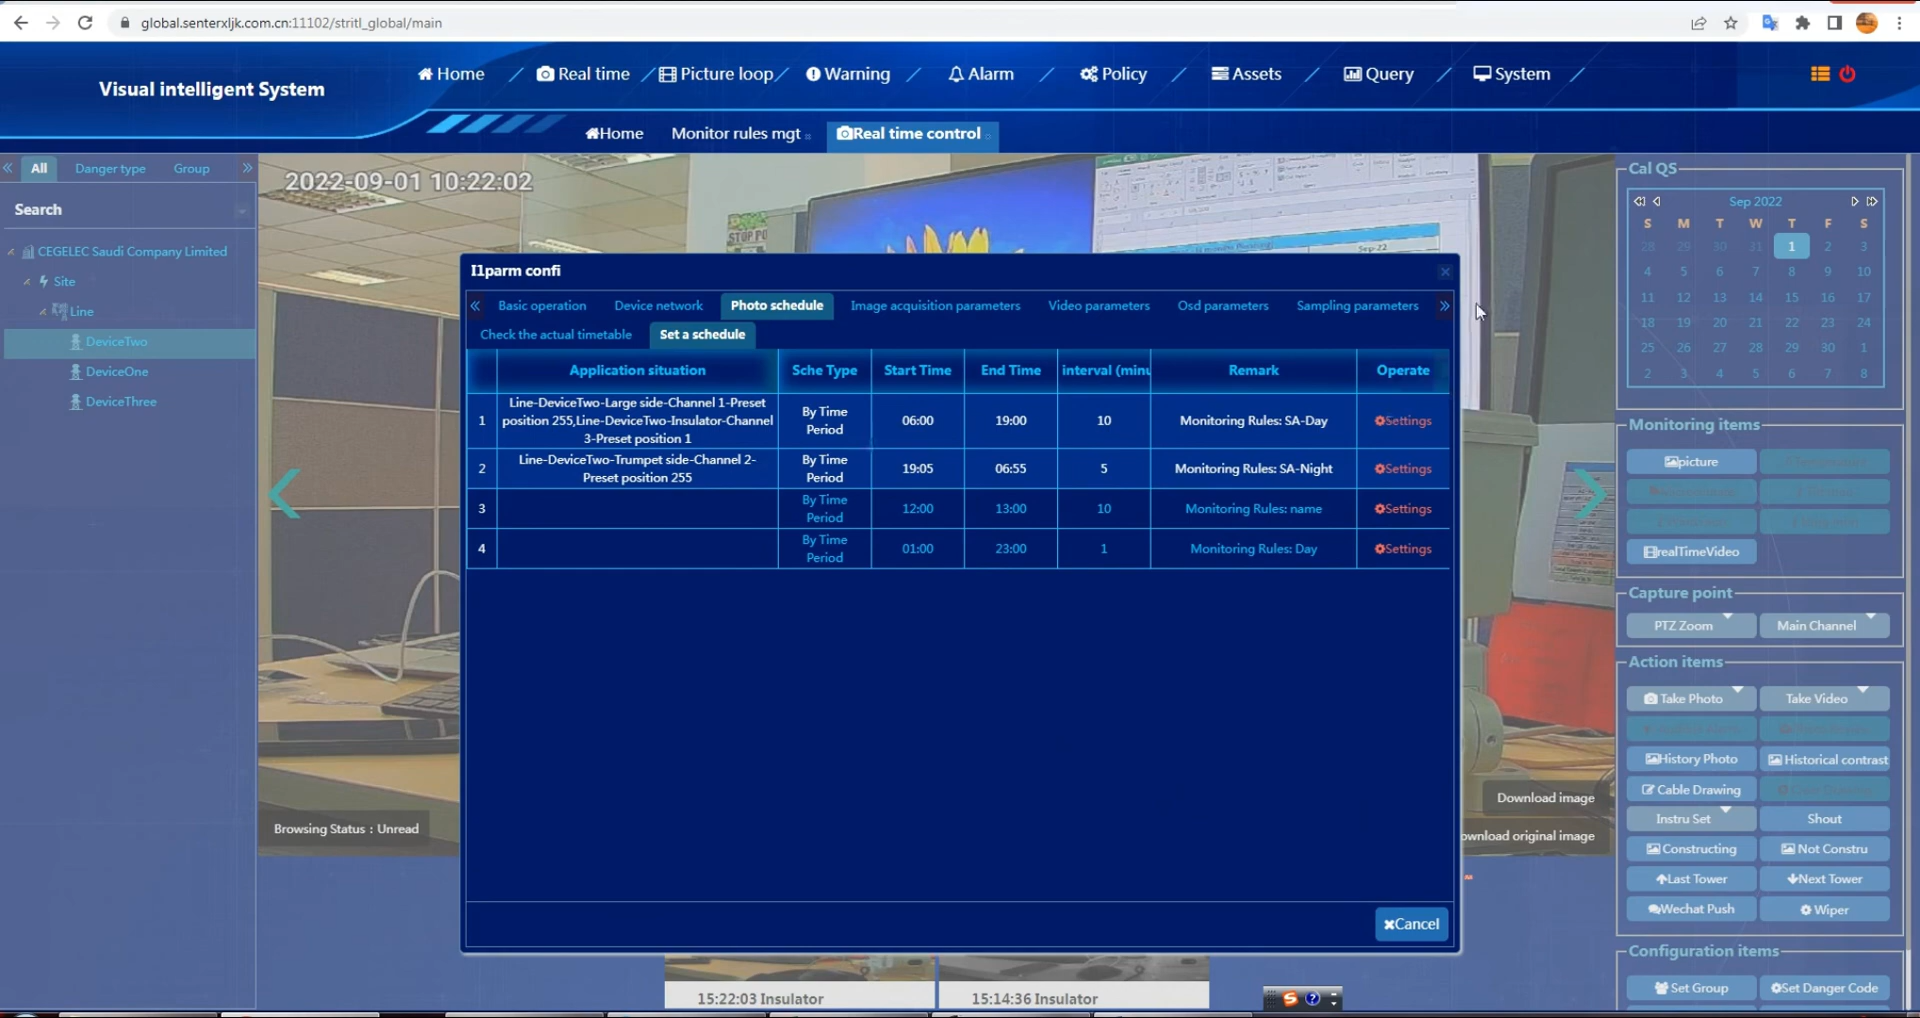 global.senterxljk.com.cn:11102/stritl_global/main
Visual intelligent System
Home
Real time
Picture loop
Warning
Alarm
Policy
Assets
Query
System
Home
Monitor rules mgt
Real time control
All
Danger type
Group
Search
CEGELEC Saudi Company Limited
Site
Line
DeviceTwo
DeviceOne
DeviceThree
2022-09-01 10:22:02
STOP
Sep-22
I1parm confi
Basic operation
Device network
Photo schedule
Image acquisition parameters
Video parameters
Osd parameters
Sampling parameters
Check the actual timetable
Set a schedule
Application situation
Sche Type
Start Time
End Time
interval (minu
Remark
Operate
1
Line-DeviceTwo-Large side-Channel 1-Preset
position 255,Line-DeviceTwo-Insulator-Channel
3-Preset position 1
By Time
Period
06:00
19:00
10
Monitoring Rules: SA-Day
Settings
2
Line-DeviceTwo-Trumpet side-Channel 2-
Preset position 255
By Time
Period
19:05
06:55
5
Monitoring Rules: SA-Night
Settings
3
By Time
Period
12:00
13:00
10
Monitoring Rules: name
Settings
4
By Time
Period
01:00
23:00
1
Monitoring Rules: Day
Settings
Cancel
Browsing Status : Unread
Download image
ownload original image
15:22:03 Insulator
15:14:36 Insulator
Cal QS
Sep 2022
S M T W T F S
28 29 30 31 1 2 3
4 5 6 7 8 9 10
11 12 13 14 15 16 17
18 19 20 21 22 23 24
25 26 27 28 29 30 1
2 3 4 5 6 7 8
Monitoring items
picture
realTimeVideo
Capture point
PTZ Zoom
Main Channel
Action items
Take Photo
Take Video
History Photo
Historical contrast
Cable Drawing
Instru Set
Shout
Constructing
Not Constru
Last Tower
Next Tower
Wechat Push
Wiper
Configuration items
Set Group
Set Danger Code